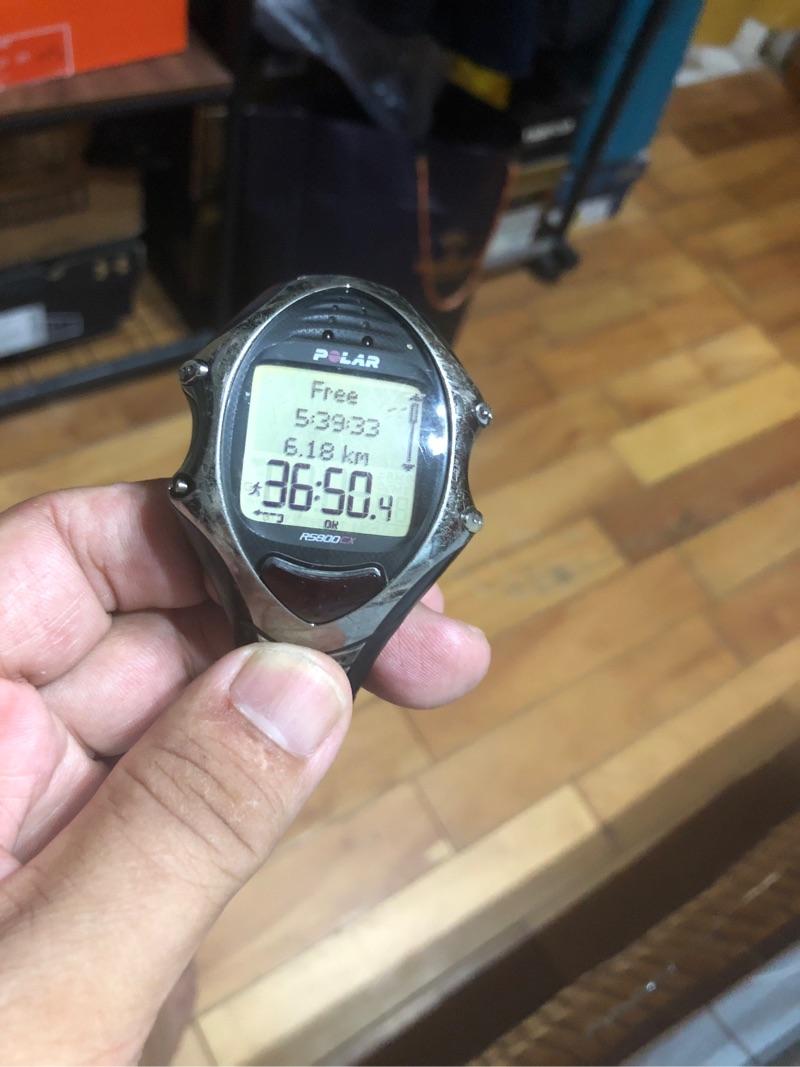 POLAR
Free
5:39:33
6.18 km
36:50.4
OK
RS800CX